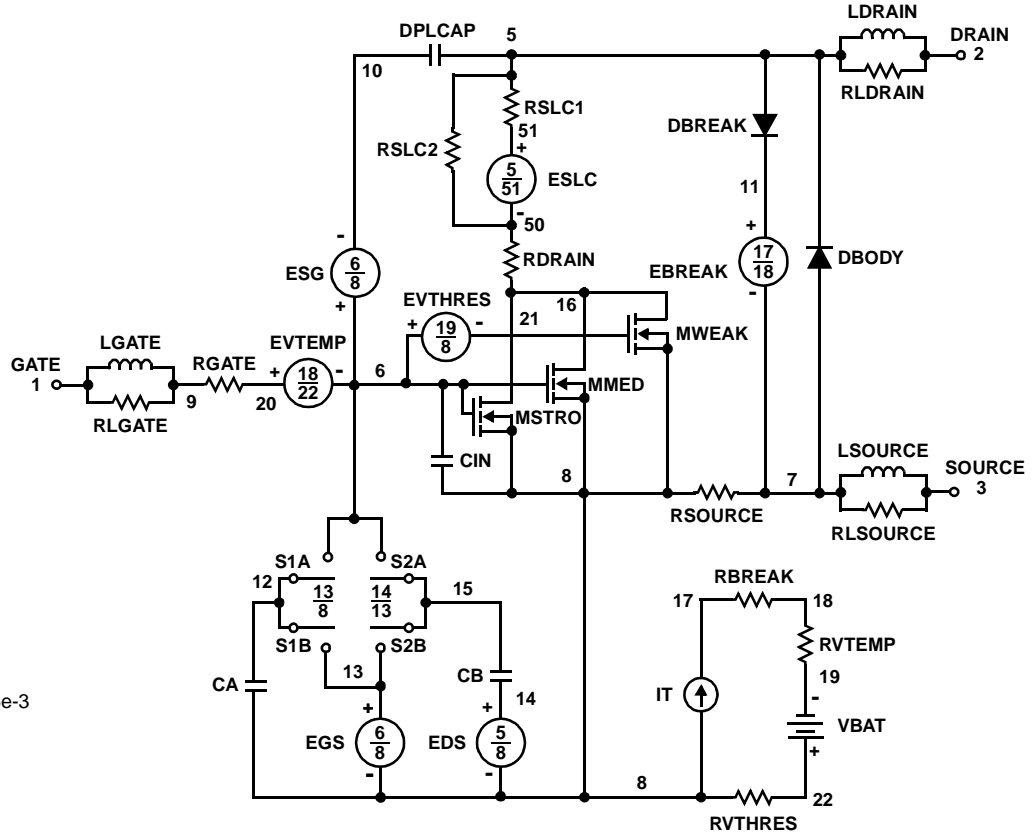 LDRAIN
DPLCAP 5 DRAIN
10 2
RLDRAIN
RSLC1
DBREAK
51
+
RSLC2
5
51
ESLC
11
-
50
-
+
17
18
RDRAIN
6
8
EBREAK
DBODY
ESG
-
+
EVTHRES
16
21
+
19
8
-
MWEAK
LGATE
EVTEMP
GATE
1
RGATE
+
18
22
-
6
MMED
9
20
MSTRO
RLGATE
LSOURCE
CIN
8
7
SOURCE
3
RSOURCE
RLSOURCE
S1A
S2A
12
13
8
14
13
15
RBREAK
17
18
S1B
S2B
RVTEMP
13
CB
19
CA
14
IT
-
e-3
+
+
VBAT
EGS
6
8
EDS
5
8
+
-
-
8
22
RVTHRES